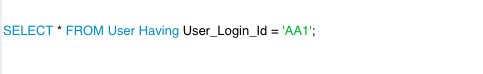 SELECT * FROM User Having User_Login_Id = 'AA1';